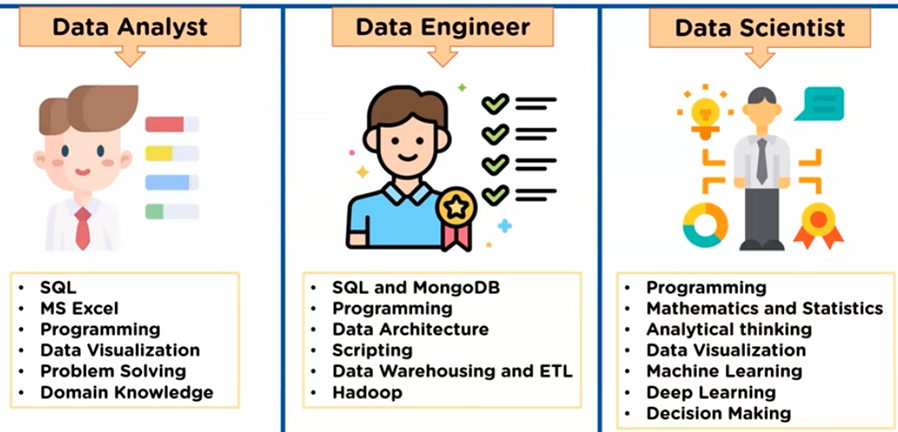 Data Analyst
• SQL
• MS Excel
• Programming
• Data Visualization
• Problem Solving
• Domain Knowledge
Data Engineer
• SQL and MongoDB
• Programming
• Data Architecture
• Scripting
• Data Warehousing and ETL
• Hadoop
Data Scientist
• Programming
• Mathematics and Statistics
• Analytical thinking
• Data Visualization
• Machine Learning
• Deep Learning
• Decision Making